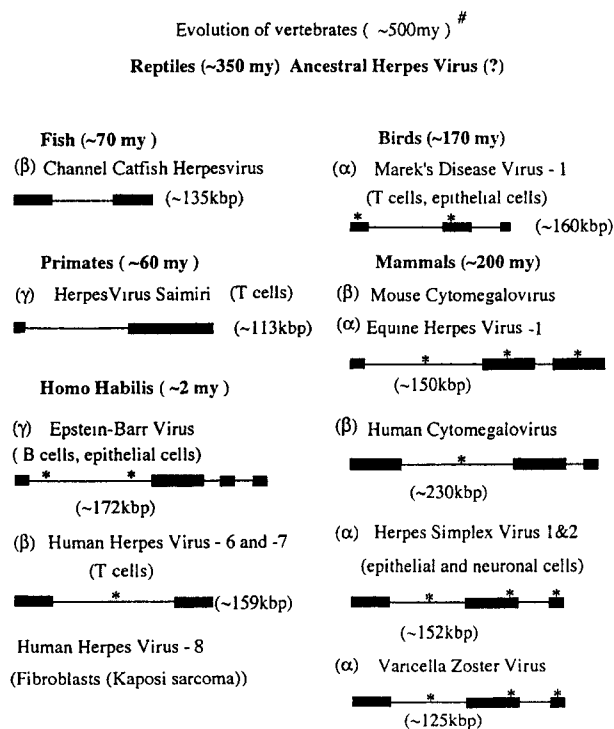 Evolution of vertebrates ( ~500my ) #
Reptiles (~350 my) Ancestral Herpes Virus (?)
Fish (~70 my )
(β) Channel Catfish Herpesvirus
(~135kbp)
Primates ( ~60 my )
(γ) HerpesVirus Saimiri (T cells)
(~113kbp)
Homo Habilis ( ~2 my )
(γ) Epstein-Barr Virus
( B cells, epithelial cells)
* *
(~172kbp)
(β) Human Herpes Virus - 6 and -7
(T cells)
*
(~159kbp)
Human Herpes Virus - 8
(Fibroblasts (Kaposi sarcoma))
Birds (~170 my)
(α) Marek's Disease Virus - 1
(T cells, epithelial cells)
* *
(~160kbp)
Mammals (~200 my)
(β) Mouse Cytomegalovirus
(α) Equine Herpes Virus -1
* * *
(~150kbp)
(β) Human Cytomegalovirus
*
(~230kbp)
(α) Herpes Simplex Virus 1&2
(epithelial and neuronal cells)
* * *
(~152kbp)
(α) Varicella Zoster Virus
* * *
(~125kbp)